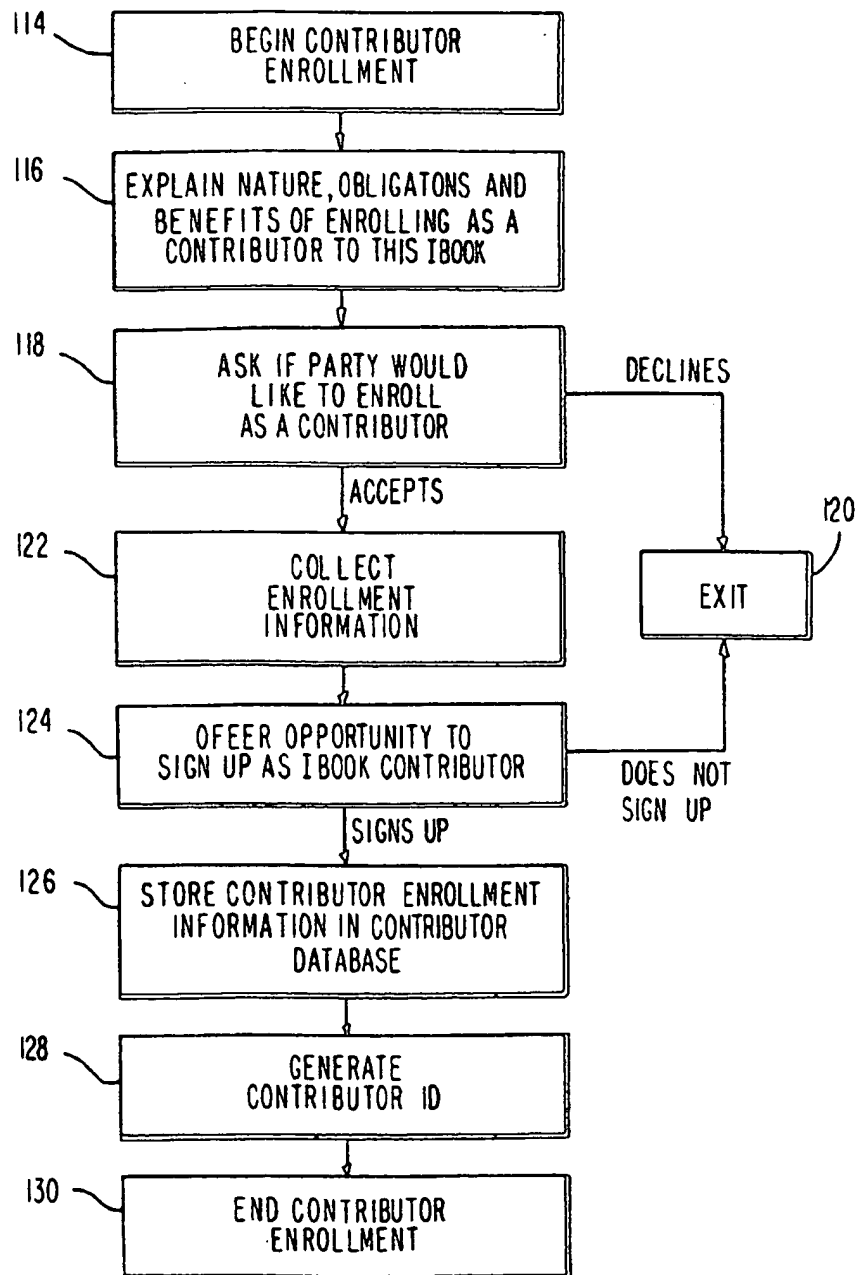 114
BEGIN CONTRIBUTOR
ENROLLMENT
116
EXPLAIN NATURE, OBLIGATONS AND
BENEFITS OF ENROLLING AS A
CONTRIBUTOR TO THIS IBOOK
118
ASK IF PARTY WOULD
LIKE TO ENROLL
AS A CONTRIBUTOR
DECLINES
ACCEPTS
120
EXIT
122
COLLECT
ENROLLMENT
INFORMATION
124
OFEER OPPORTUNITY TO
SIGN UP AS IBOOK CONTRIBUTOR
DOES NOT
SIGN UP
SIGNS UP
126
STORE CONTRIBUTOR ENROLLMENT
INFORMATION IN CONTRIBUTOR
DATABASE
128
GENERATE
CONTRIBUTOR ID
130
END CONTRIBUTOR
ENROLLMENT